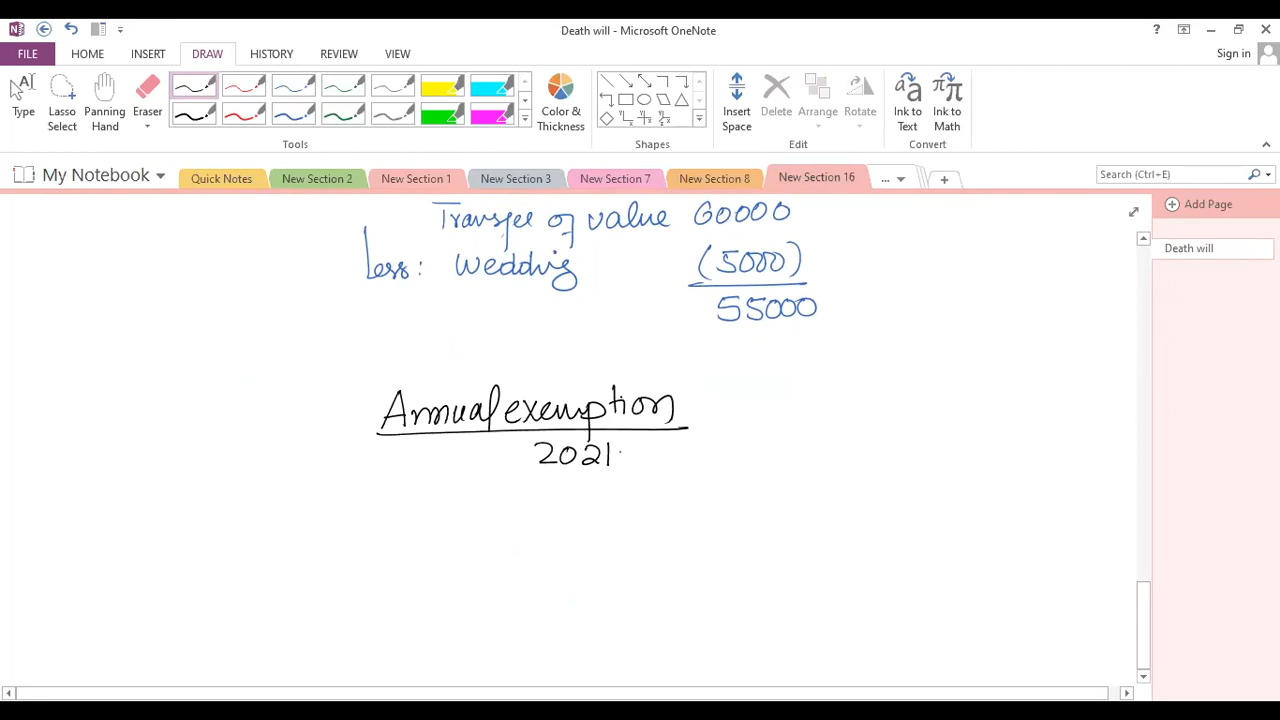 Death will - Microsoft OneNote
?
FILE HOME INSERT DRAW HISTORY REVIEW VIEW
Sign in
Type
Lasso Select
Panning Hand
Eraser
Color & Thickness
Insert Space
Delete
Arrange
Rotate
Ink to Text
Ink to Math
Tools
Shapes
Edit
Convert
My Notebook
Quick Notes
New Section 2
New Section 1
New Section 3
New Section 7
New Section 8
New Section 16
...
Search (Ctrl+E)
Add Page
Death will
Transfer of value 60000
Less: Wedding (5000)
55000
Annual exemption
2021